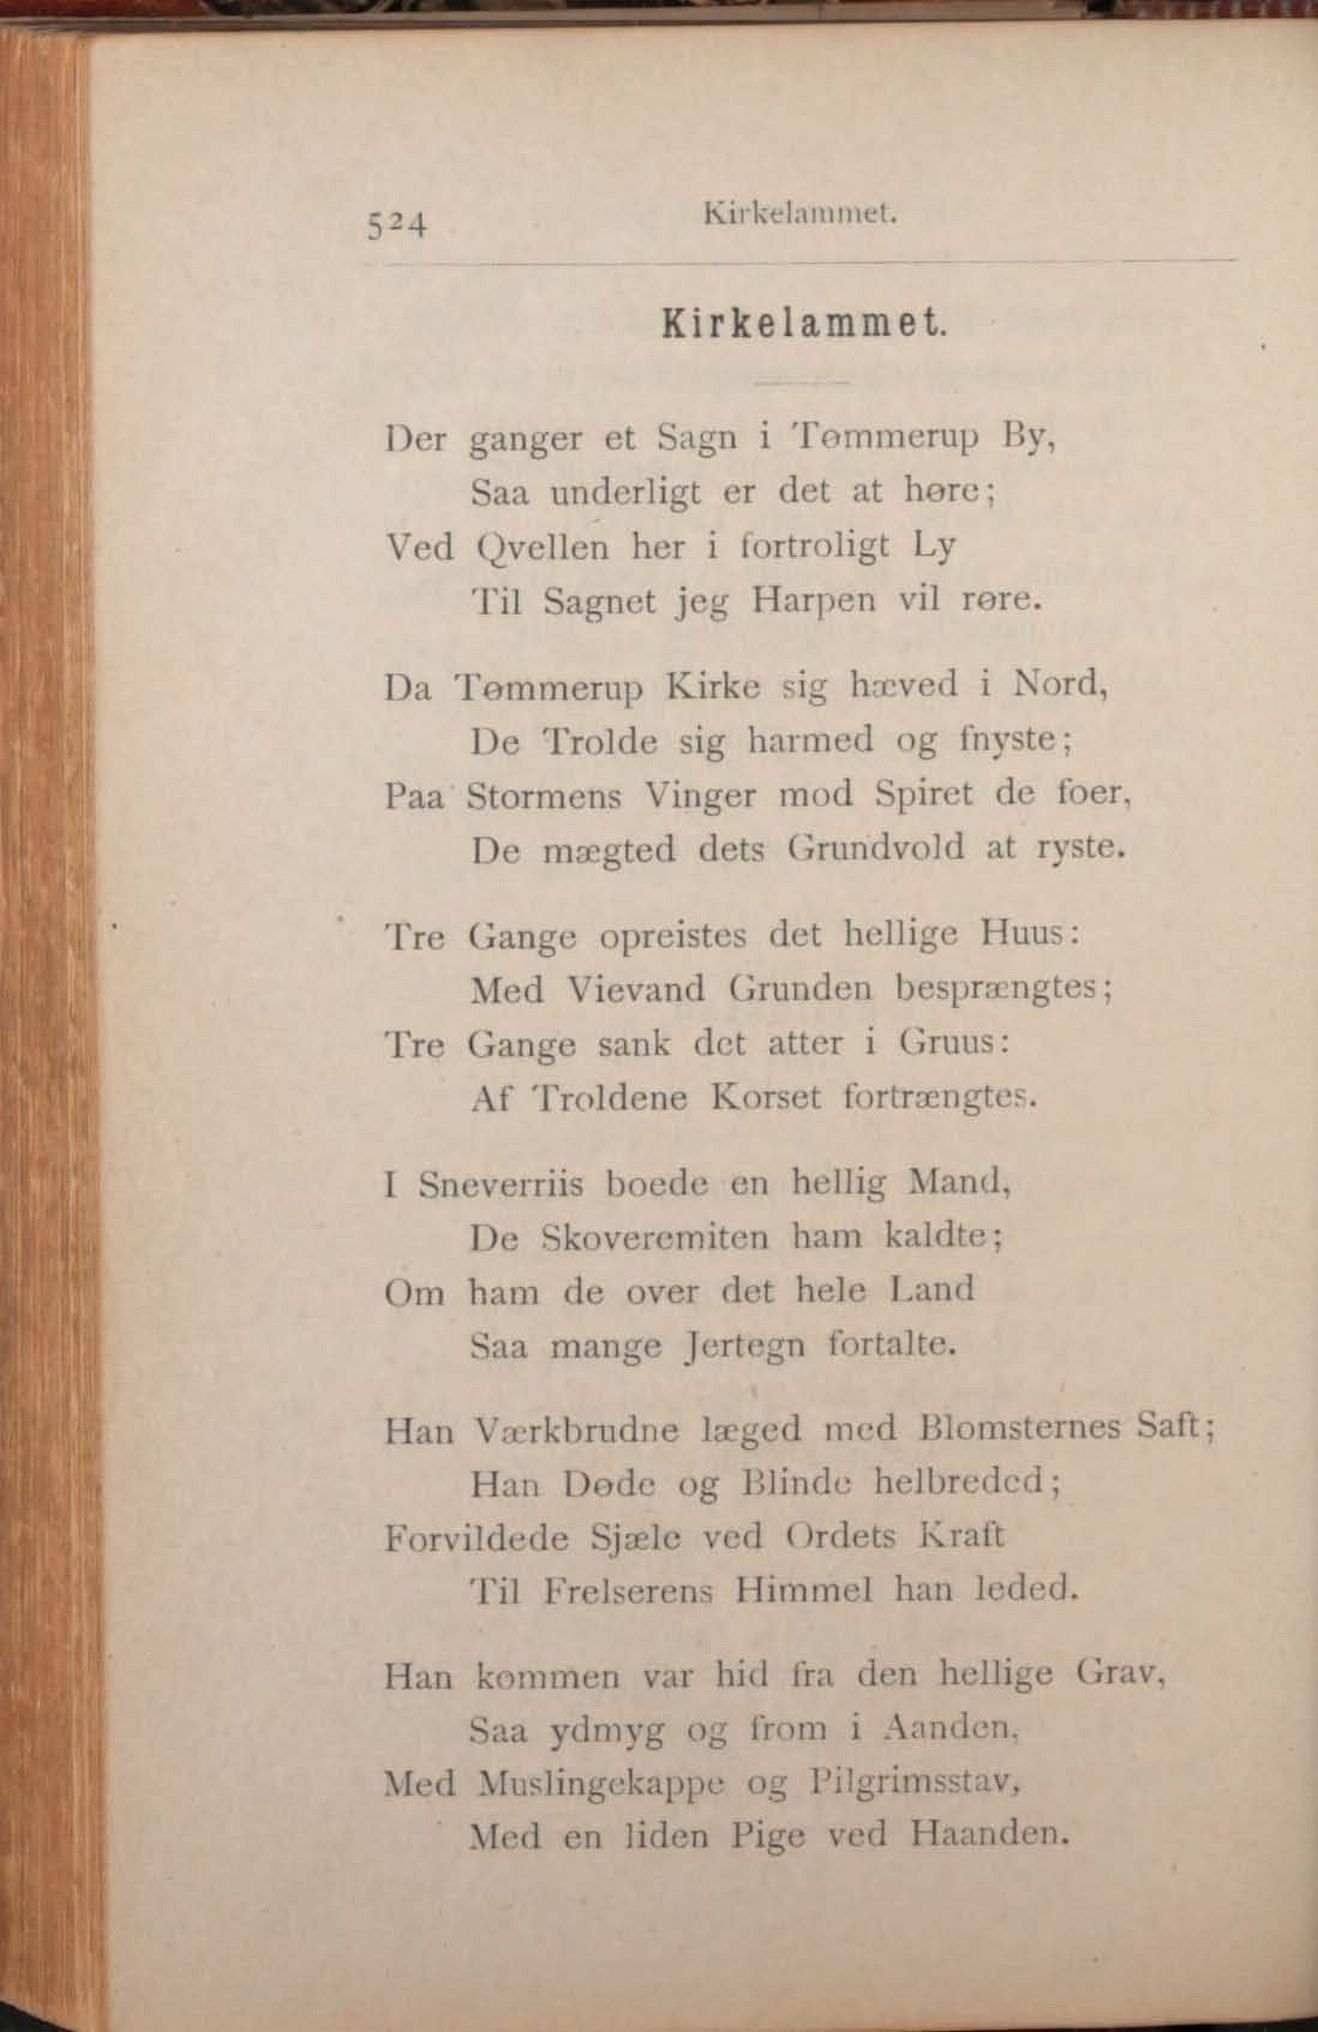 524
Kirkelammet.
Kirkelammet.
Der ganger et Sagn i Tømmerup By,
Saa underligt er det at høre;
Ved Qvellen her i fortroligt Ly
Til Sagnet jeg Harpen vil røre.
Da Tømmerup Kirke sig hæved i Nord,
De Trolde sig harmed og fnyste;
Paa Stormens Vinger mod Spiret de foer,
De mægted dets Grundvold at ryste.
Tre Gange opreistes det hellige Huus:
Med Vievand Grunden besprængtes;
Tre Gange sank det atter i Gruus:
Af Troldene Korset fortrængtes.
I Sneverriis boede en hellig Mand,
De Skoveremiten ham kaldte;
Om ham de over det hele Land
Saa mange Jertegn fortalte.
Han Værkbrudne læged med Blomsternes Saft;
Han Døde og Blinde helbreded;
Forvildede Sjæle ved Ordets Kraft
Til Frelserens Himmel han leded.
Han kommen var hid fra den hellige Grav,
Saa ydmyg og from i Aanden,
Med Muslingekappe og Pilgrimsstav,
Med en liden Pige ved Haanden.